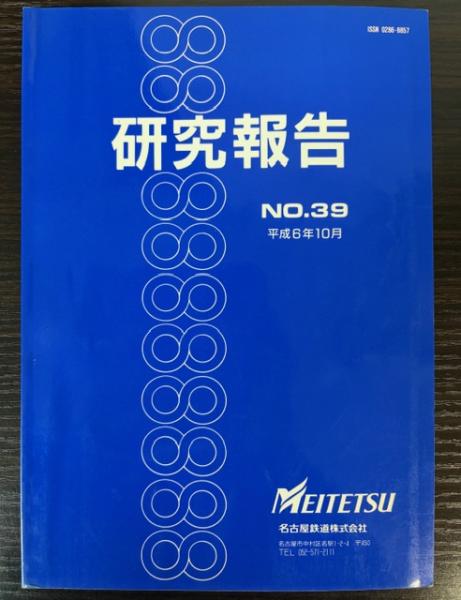 ISSN 0286-8857
研究報告
NO.39
平成6年10月
MEITETSU
名古屋鉄道株式会社
名古屋市中村区名駅1-2-4 〒450
TEL 052-571-2111